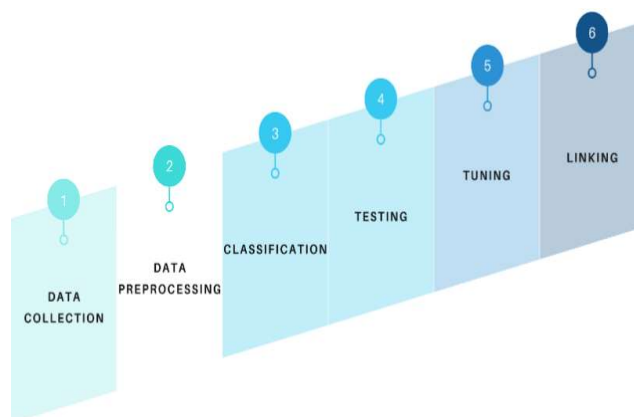 1
DATA
COLLECTION
2
DATA
PREPROCESSING
3
CLASSIFICATION
4
TESTING
5
TUNING
6
LINKING